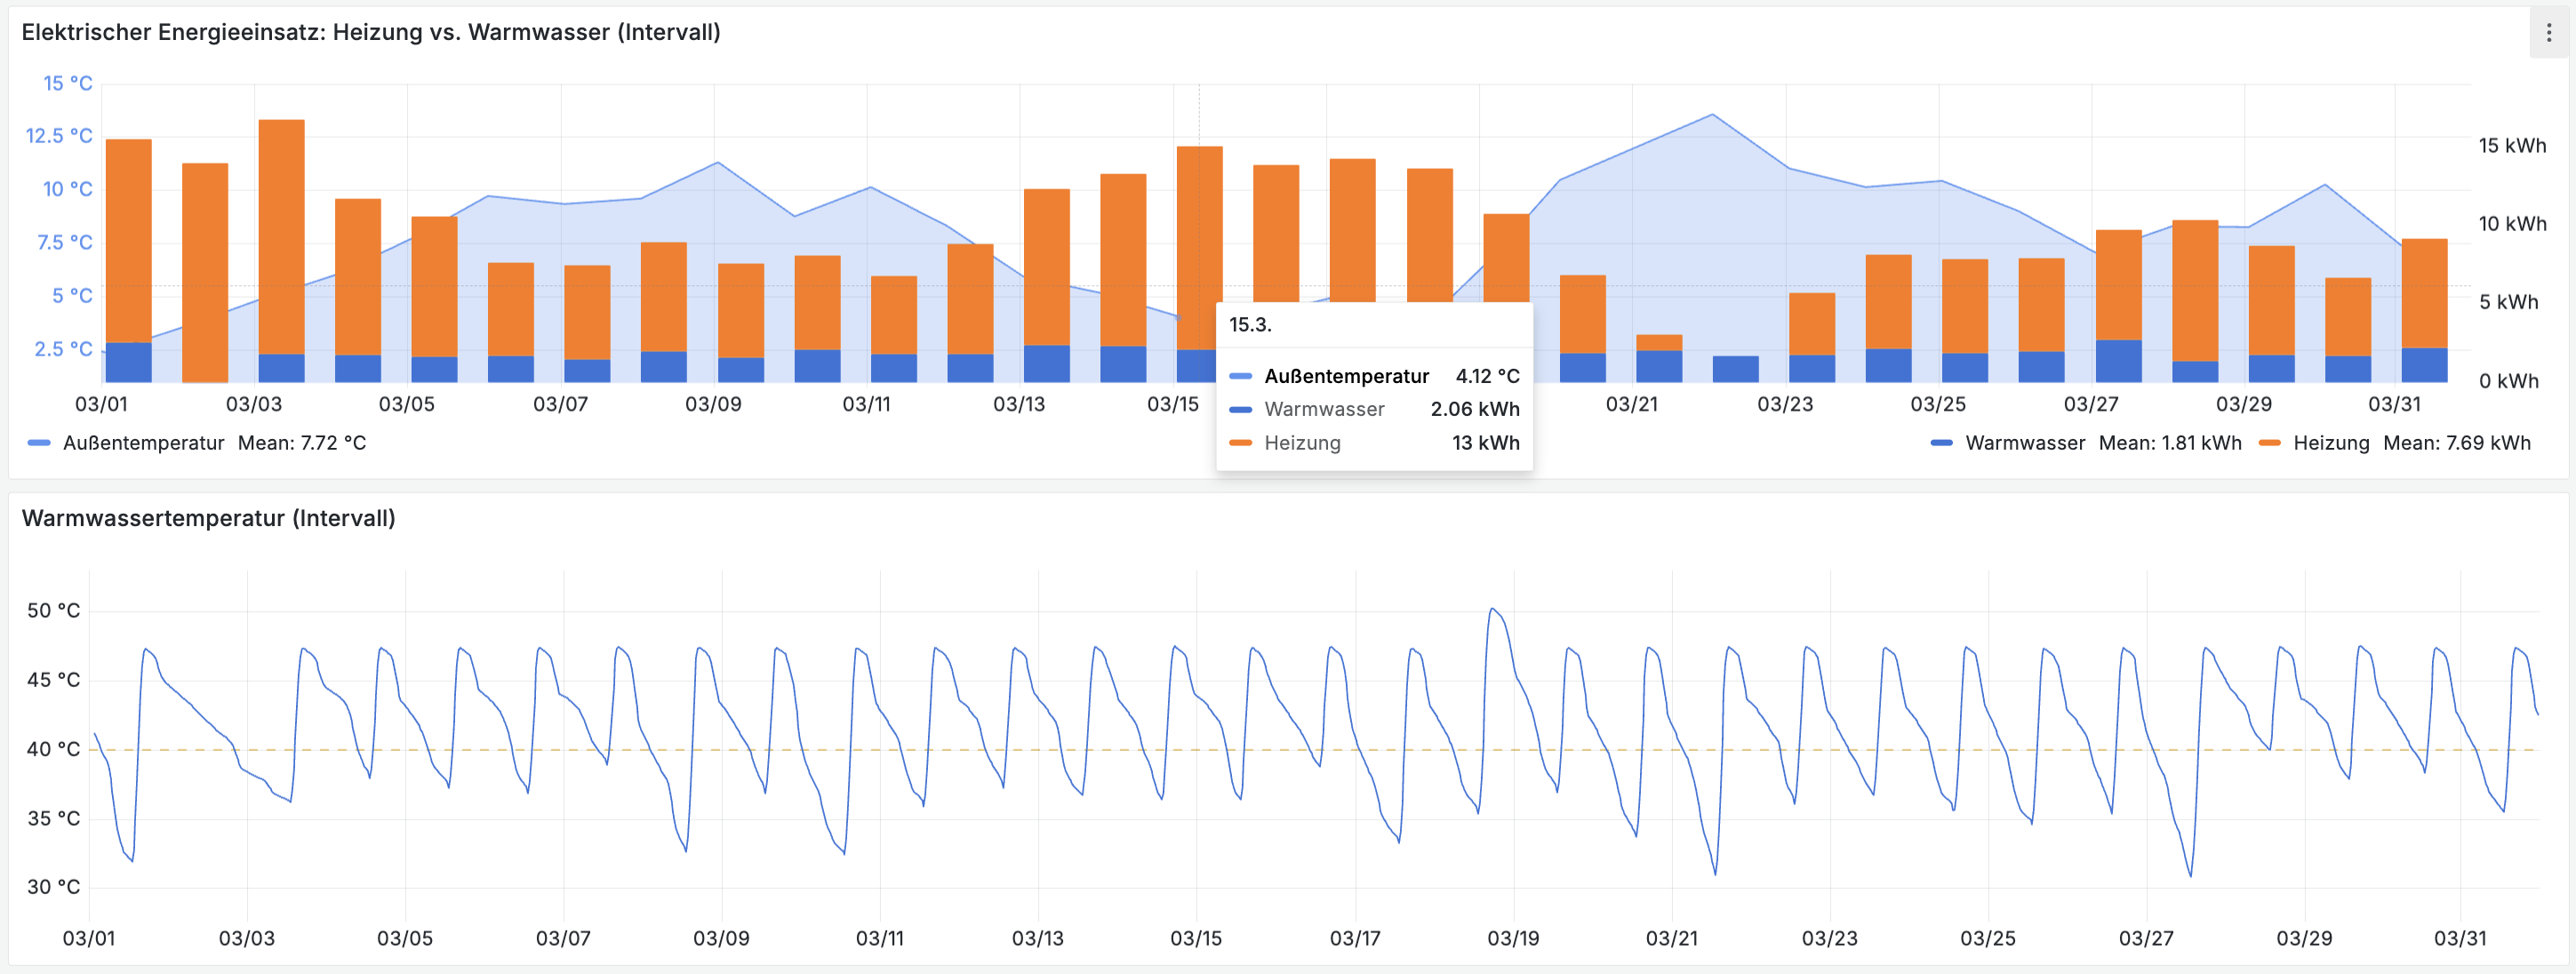 Elektrischer Energieeinsatz: Heizung vs. Warmwasser (Intervall)
15 °C
12.5 °C
10 °C
7.5 °C
5 °C
2.5 °C
15 kWh
10 kWh
5 kWh
0 kWh
03/01 03/03 03/05 03/07 03/09 03/11 03/13 03/15 03/21 03/23 03/25 03/27 03/29 03/31
15.3.
Außentemperatur 4.12 °C
Warmwasser 2.06 kWh
Heizung 13 kWh
Außentemperatur Mean: 7.72 °C
Warmwasser Mean: 1.81 kWh Heizung Mean: 7.69 kWh
Warmwassertemperatur (Intervall)
50 °C
45 °C
40 °C
35 °C
30 °C
03/01 03/03 03/05 03/07 03/09 03/11 03/13 03/15 03/17 03/19 03/21 03/23 03/25 03/27 03/29 03/31